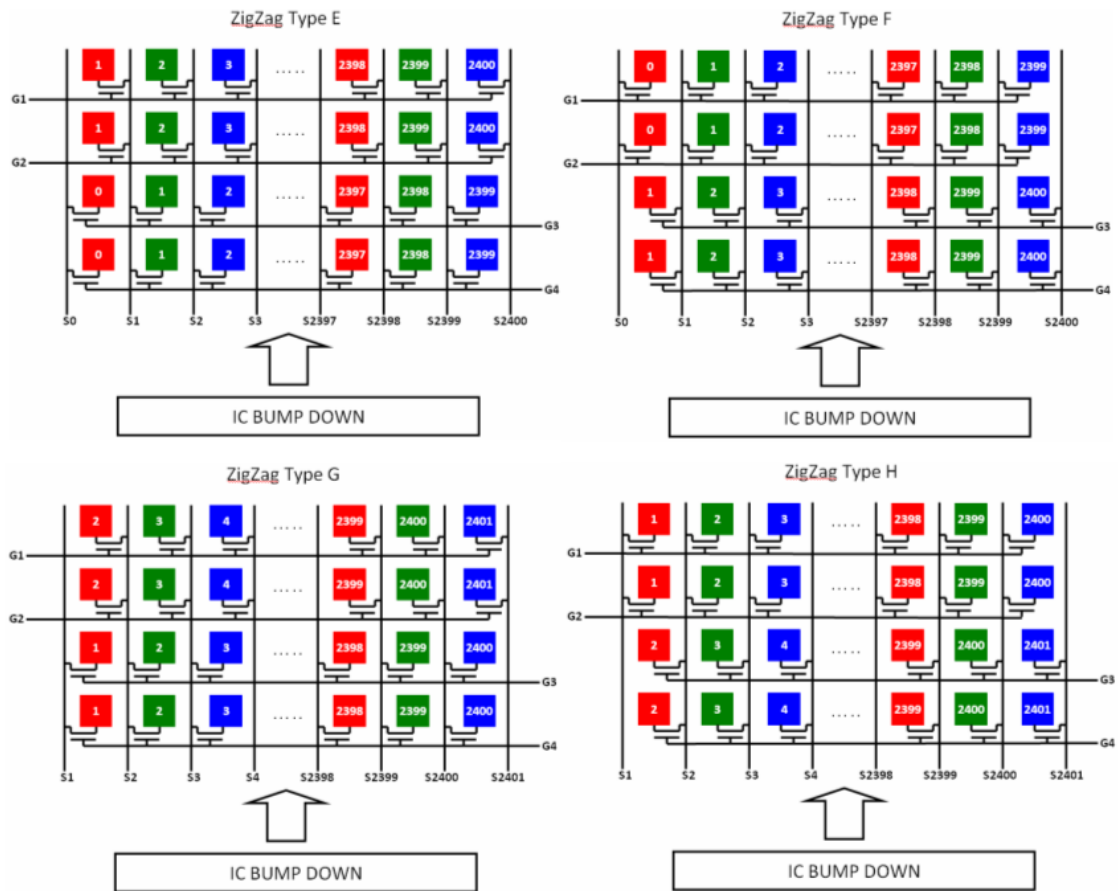 ZigZag Type E
1 2 3 ..... 2398 2399 2400
G1
1 2 3 ..... 2398 2399 2400
G2
0 1 2 ..... 2397 2398 2399
G3
0 1 2 ..... 2397 2398 2399
G4
S0 S1 S2 S3 S2397 S2398 S2399 S2400
IC BUMP DOWN
ZigZag Type F
0 1 2 ..... 2397 2398 2399
G1
0 1 2 ..... 2397 2398 2399
G2
1 2 3 ..... 2398 2399 2400
G3
1 2 3 ..... 2398 2399 2400
G4
S0 S1 S2 S3 S2397 S2398 S2399 S2400
IC BUMP DOWN
ZigZag Type G
2 3 4 ..... 2399 2400 2401
G1
2 3 4 ..... 2399 2400 2401
G2
1 2 3 ..... 2398 2399 2400
G3
1 2 3 ..... 2398 2399 2400
G4
S1 S2 S3 S4 S2398 S2399 S2400 S2401
IC BUMP DOWN
ZigZag Type H
1 2 3 ..... 2398 2399 2400
G1
1 2 3 ..... 2398 2399 2400
G2
2 3 4 ..... 2399 2400 2401
G3
2 3 4 ..... 2399 2400 2401
G4
S1 S2 S3 S4 S2398 S2399 S2400 S2401
IC BUMP DOWN